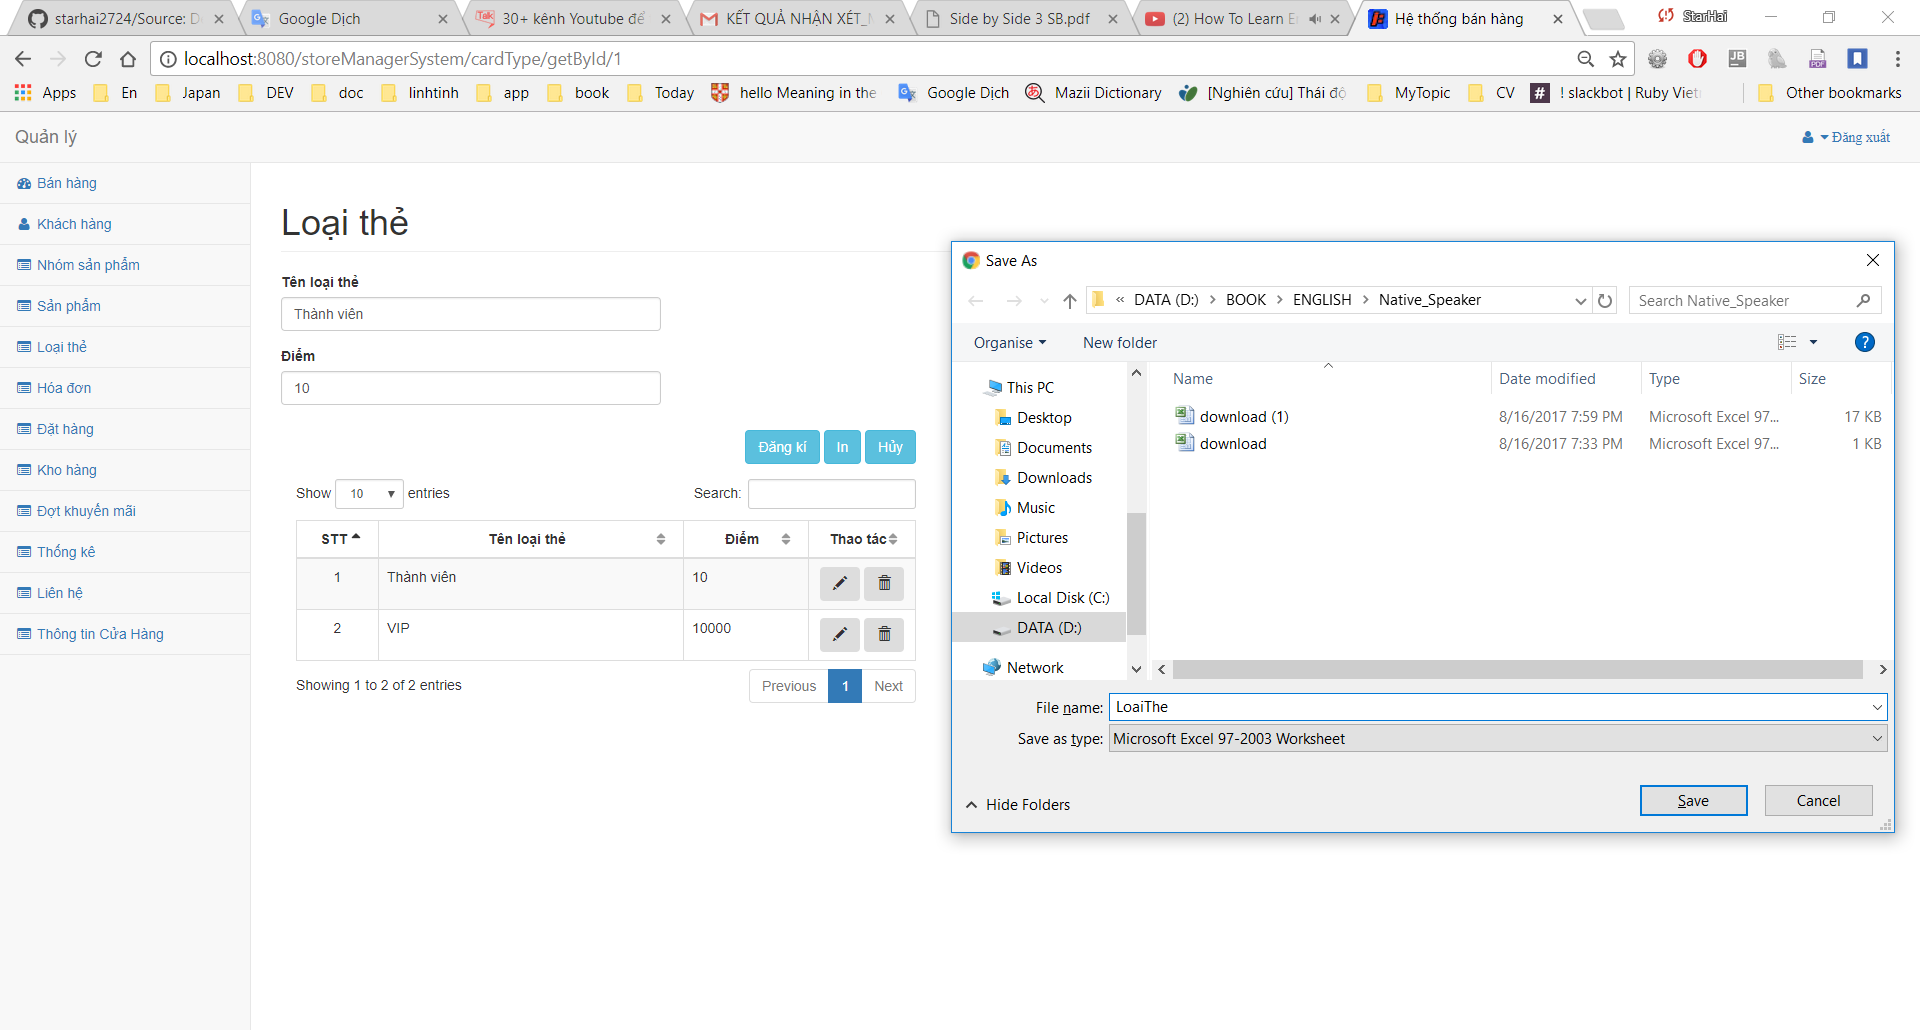 starhai2724/Source: D
Google Dịch
30+ kênh Youtube để
KẾT QUẢ NHẬN XÉT_
Side by Side 3 SB.pdf
(2) How To Learn E
Hệ thống bán hàng
StarHai
localhost:8080/storeManagerSystem/cardType/getById/1
Apps
En
Japan
DEV
doc
linhtinh
app
book
Today
hello Meaning in the
Google Dịch
Mazii Dictionary
[Nghiên cứu] Thái độ
MyTopic
CV
! slackbot | Ruby Viet
Other bookmarks
Quản lý
Đăng xuất
Bán hàng
Khách hàng
Nhóm sản phẩm
Sản phẩm
Loại thẻ
Hóa đơn
Đặt hàng
Kho hàng
Đợt khuyến mãi
Thống kê
Liên hệ
Thông tin Cửa Hàng
Loại thẻ
Tên loại thẻ
Thành viên
Điểm
10
Đăng kí
In
Hủy
Show 10 entries
Search:
STT Tên loại thẻ Điểm Thao tác
1 Thành viên 10
2 VIP 10000
Showing 1 to 2 of 2 entries
Previous 1 Next
Save As
« DATA (D:) > BOOK > ENGLISH > Native_Speaker
Search Native_Speaker
Organise
New folder
This PC
Desktop
Documents
Downloads
Music
Pictures
Videos
Local Disk (C:)
DATA (D:)
Network
Name Date modified Type Size
download (1) 8/16/2017 7:59 PM Microsoft Excel 97... 17 KB
download 8/16/2017 7:33 PM Microsoft Excel 97... 1 KB
File name: LoaiThe
Save as type: Microsoft Excel 97-2003 Worksheet
Hide Folders
Save
Cancel